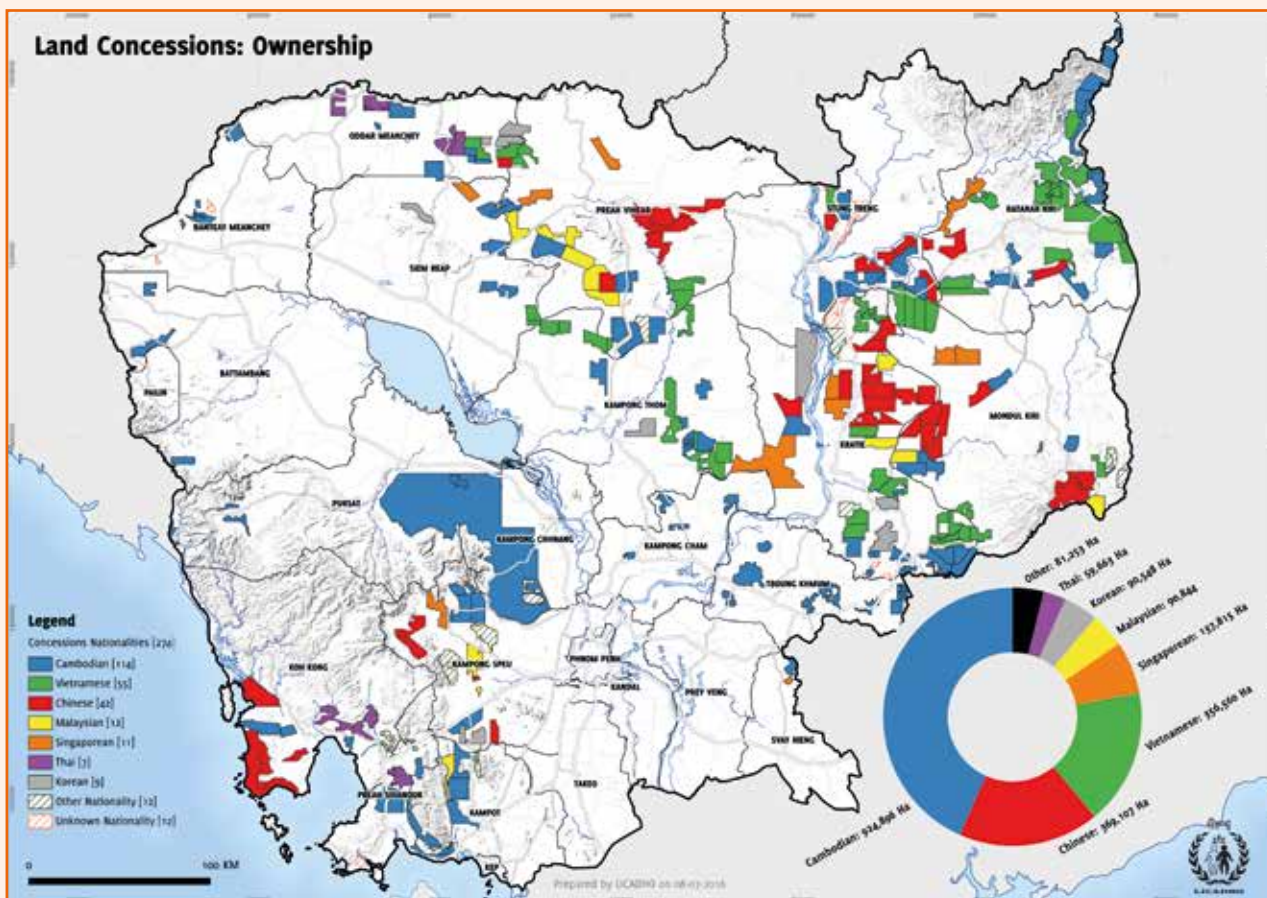 Land Concessions: Ownership
ODDAR MEANCHEY
BANTEAY MEANCHEY
SIEM REAP
PREAH VIHEAR
STUNG TRENG
RATANAK KIRI
BATTAMBANG
PAILIN
KAMPONG THOM
KRATIE
MONDUL KIRI
PURSAT
KAMPONG CHHNANG
KAMPONG CHAM
TBOUNG KHMUM
KOH KONG
KAMPONG SPEU
PHNOM PENH
KANDAL
PREY VENG
SVAY RIENG
PREAH SIHANOUK
KAMPOT
TAKEO
KEP
Legend
Concessions Nationalities [274]
Cambodian [114]
Vietnamese [55]
Chinese [42]
Malaysian [12]
Singaporean [11]
Thai [7]
Korean [9]
Other Nationality [12]
Unknown Nationality [12]
0 100 KM
Other: 81,253 Ha
Thai: 59,663 Ha
Korean: 90,548 Ha
Malaysian: 90,844
Singaporean: 137,815 Ha
Vietnamese: 356,560 Ha
Chinese: 369,107 Ha
Cambodian: 924,896 Ha
Prepared by LICADHO on 08-07-2016
LICADHO